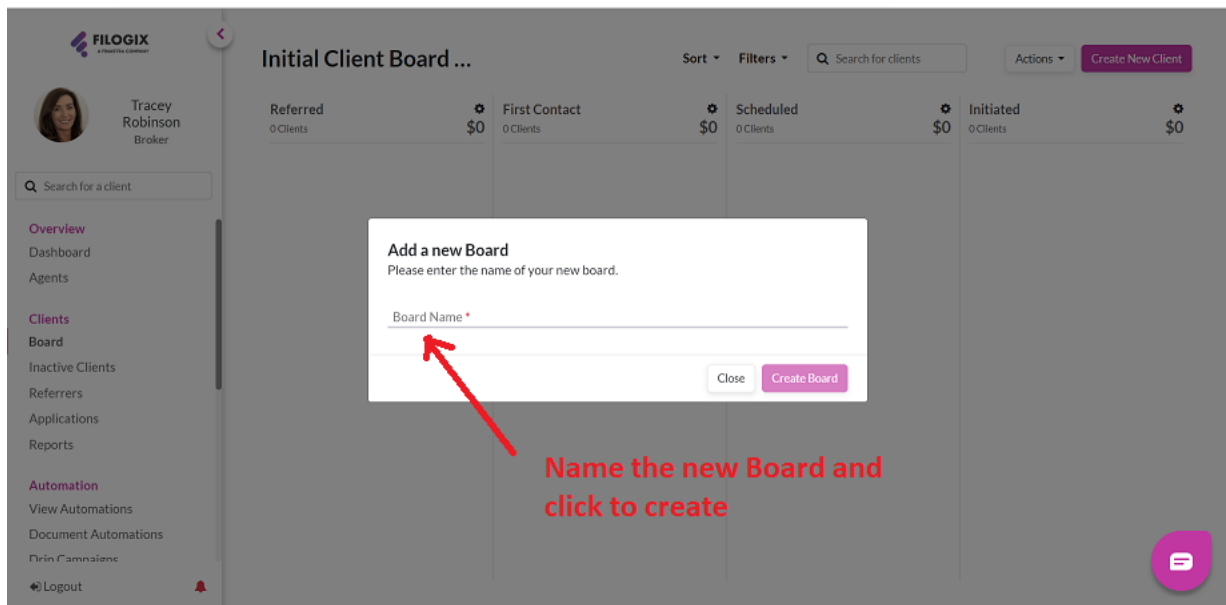 FILOGIX
A FINASTRA COMPANY
Tracey
Robinson
Broker
Search for a client
Overview
Dashboard
Agents
Clients
Board
Inactive Clients
Referrers
Applications
Reports
Automation
View Automations
Document Automations
Drip Campaigns
Logout
Initial Client Board ...
Sort
Filters
Search for clients
Actions
Create New Client
Referred
0 Clients
$0
First Contact
0 Clients
$0
Scheduled
0 Clients
$0
Initiated
0 Clients
$0
Add a new Board
Please enter the name of your new board.
Board Name *
Close
Create Board
Name the new Board and
click to create